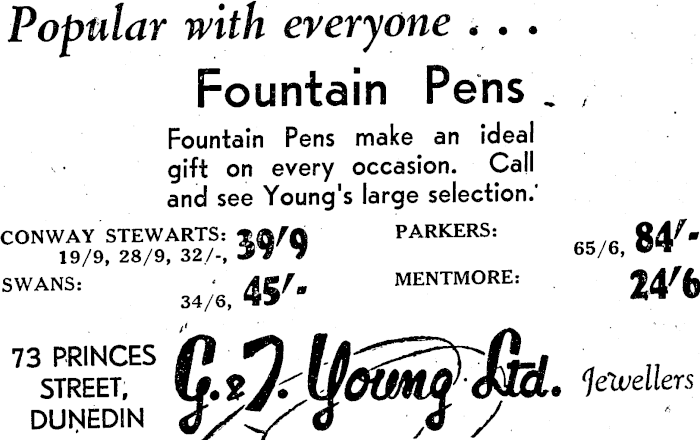 Popular with everyone . . .
Fountain Pens
Fountain Pens make an ideal
gift on every occasion. Call
and see Young's large selection.
CONWAY STEWARTS:
19/9, 28/9, 32/-, 39'9
SWANS:
34/6, 45'-
PARKERS:
65/6, 84'-
MENTMORE:
24'6
73 PRINCES
STREET,
DUNEDIN
G. & T. Young Ltd. Jewellers